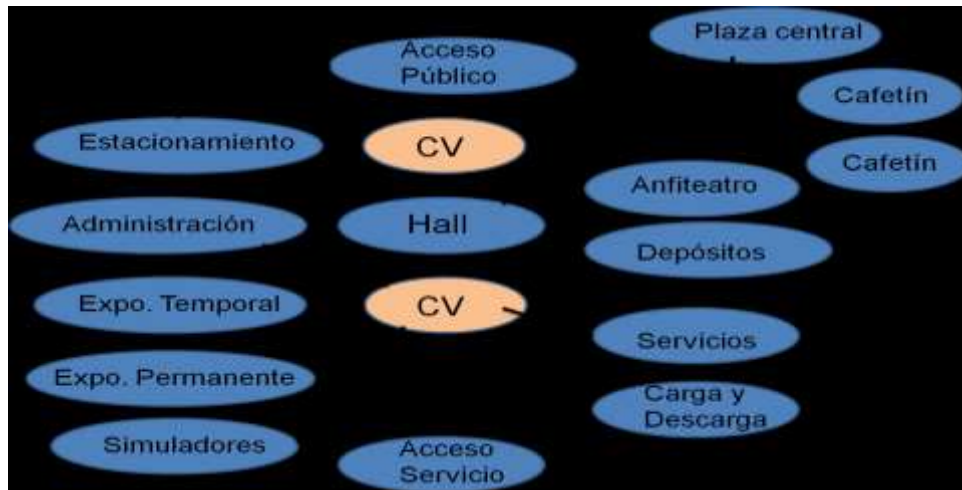 Plaza central
Acceso
Público
Cafetín
Estacionamiento
CV
Cafetín
Anfiteatro
Administración
Hall
Depósitos
Expo. Temporal
CV
Servicios
Expo. Permanente
Carga y
Descarga
Simuladores
Acceso
Servicio